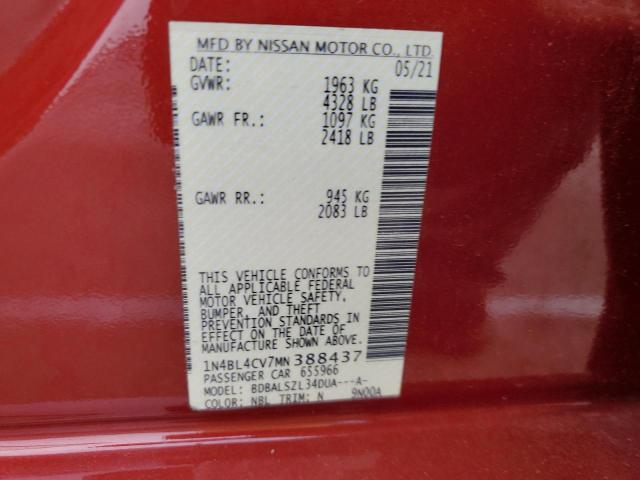 MFD BY NISSAN MOTOR CO., LTD.
DATE: 05/21
GVWR: 1963 KG
4328 LB
GAWR FR.: 1097 KG
2418 LB
GAWR RR.: 945 KG
2083 LB
THIS VEHICLE CONFORMS TO
ALL APPLICABLE FEDERAL
MOTOR VEHICLE SAFETY,
BUMPER, AND THEFT
PREVENTION STANDARDS IN
EFFECT ON THE DATE OF
MANUFACTURE SHOWN ABOVE.
1N4BL4CV7MN388437
PASSENGER CAR 655966
MODEL: BDBALSZL34DUA---A-
COLOR: NBL TRIM: N 9N00A